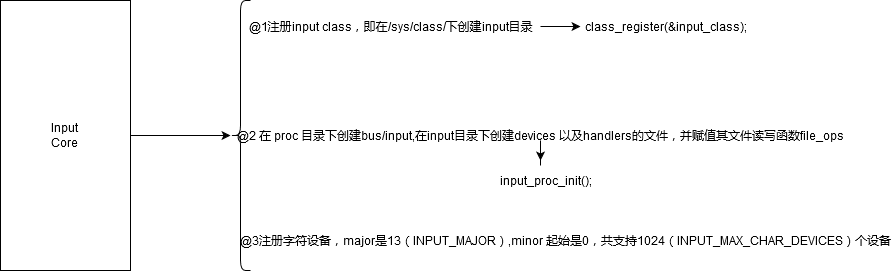 @1注册input class，即在/sys/class/下创建input目录
class_register(&input_class);
Input
Core
@2 在 proc 目录下创建bus/input,在input目录下创建devices 以及handlers的文件，并赋值其文件读写函数file_ops
input_proc_init();
@3注册字符设备，major是13（INPUT_MAJOR）,minor 起始是0，共支持1024（INPUT_MAX_CHAR_DEVICES）个设备